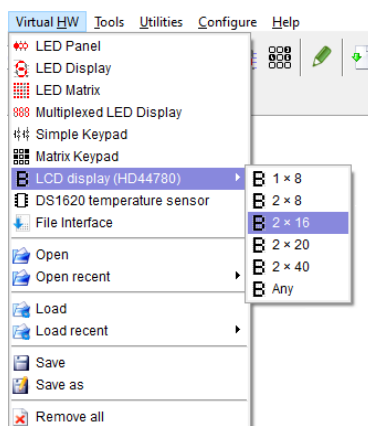 Virtual HW Tools Utilities Configure Help
LED Panel
LED Display
LED Matrix
888 Multiplexed LED Display
Simple Keypad
Matrix Keypad
B LCD display (HD44780)
B 1 × 8
B 2 × 8
B 2 × 16
B 2 × 20
B 2 × 40
B Any
DS1620 temperature sensor
File Interface
Open
Open recent
Load
Load recent
Save
Save as
Remove all